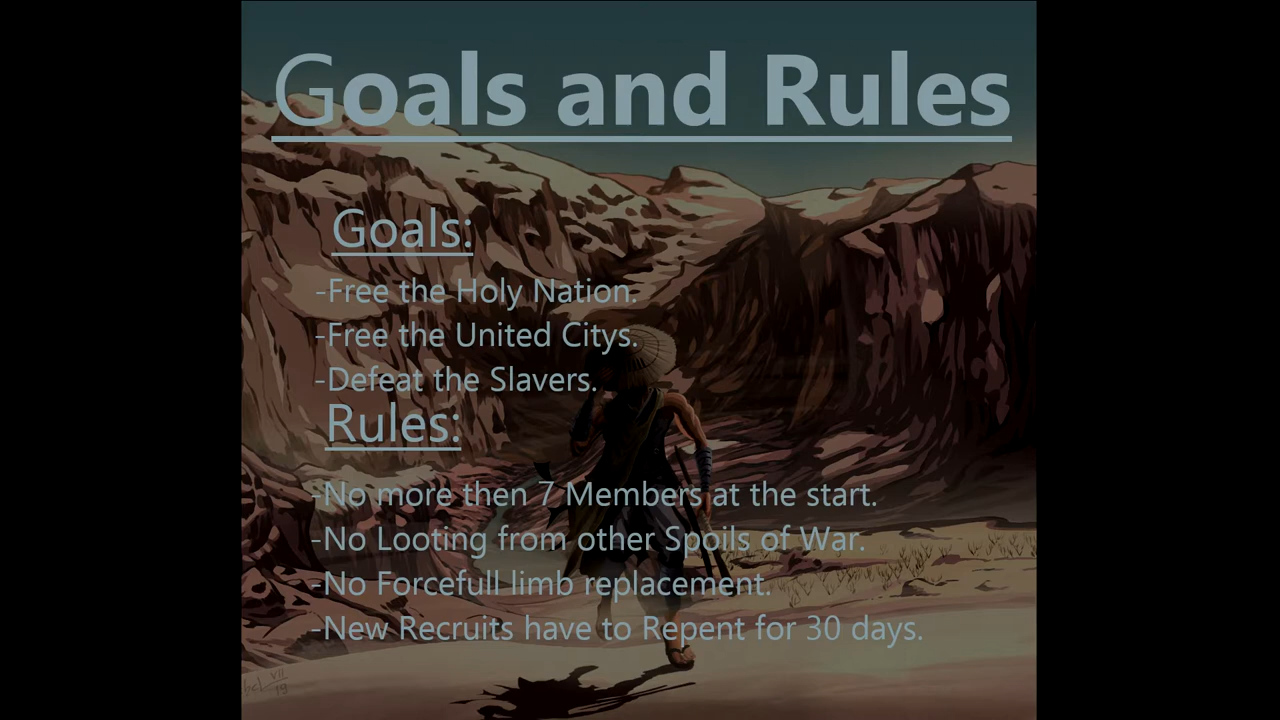 Goals and Rules
Goals:
-Free the Holy Nation.
-Free the United Citys.
-Defeat the Slavers.
Rules:
-No more then 7 Members at the start.
-No Looting from other Spoils of War.
-No Forcefull limb replacement.
-New Recruits have to Repent for 30 days.
VII
19